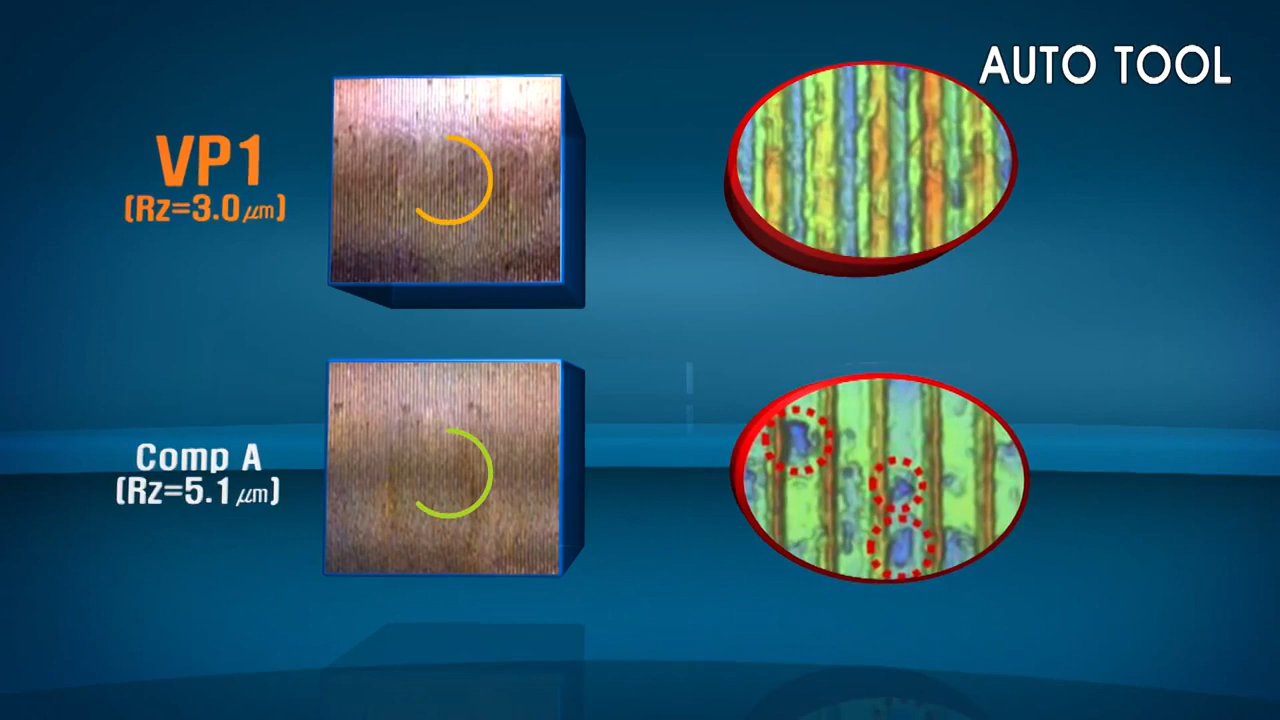 AUTO TOOL
VP1
(Rz=3.0㎛)
Comp A
(Rz=5.1㎛)